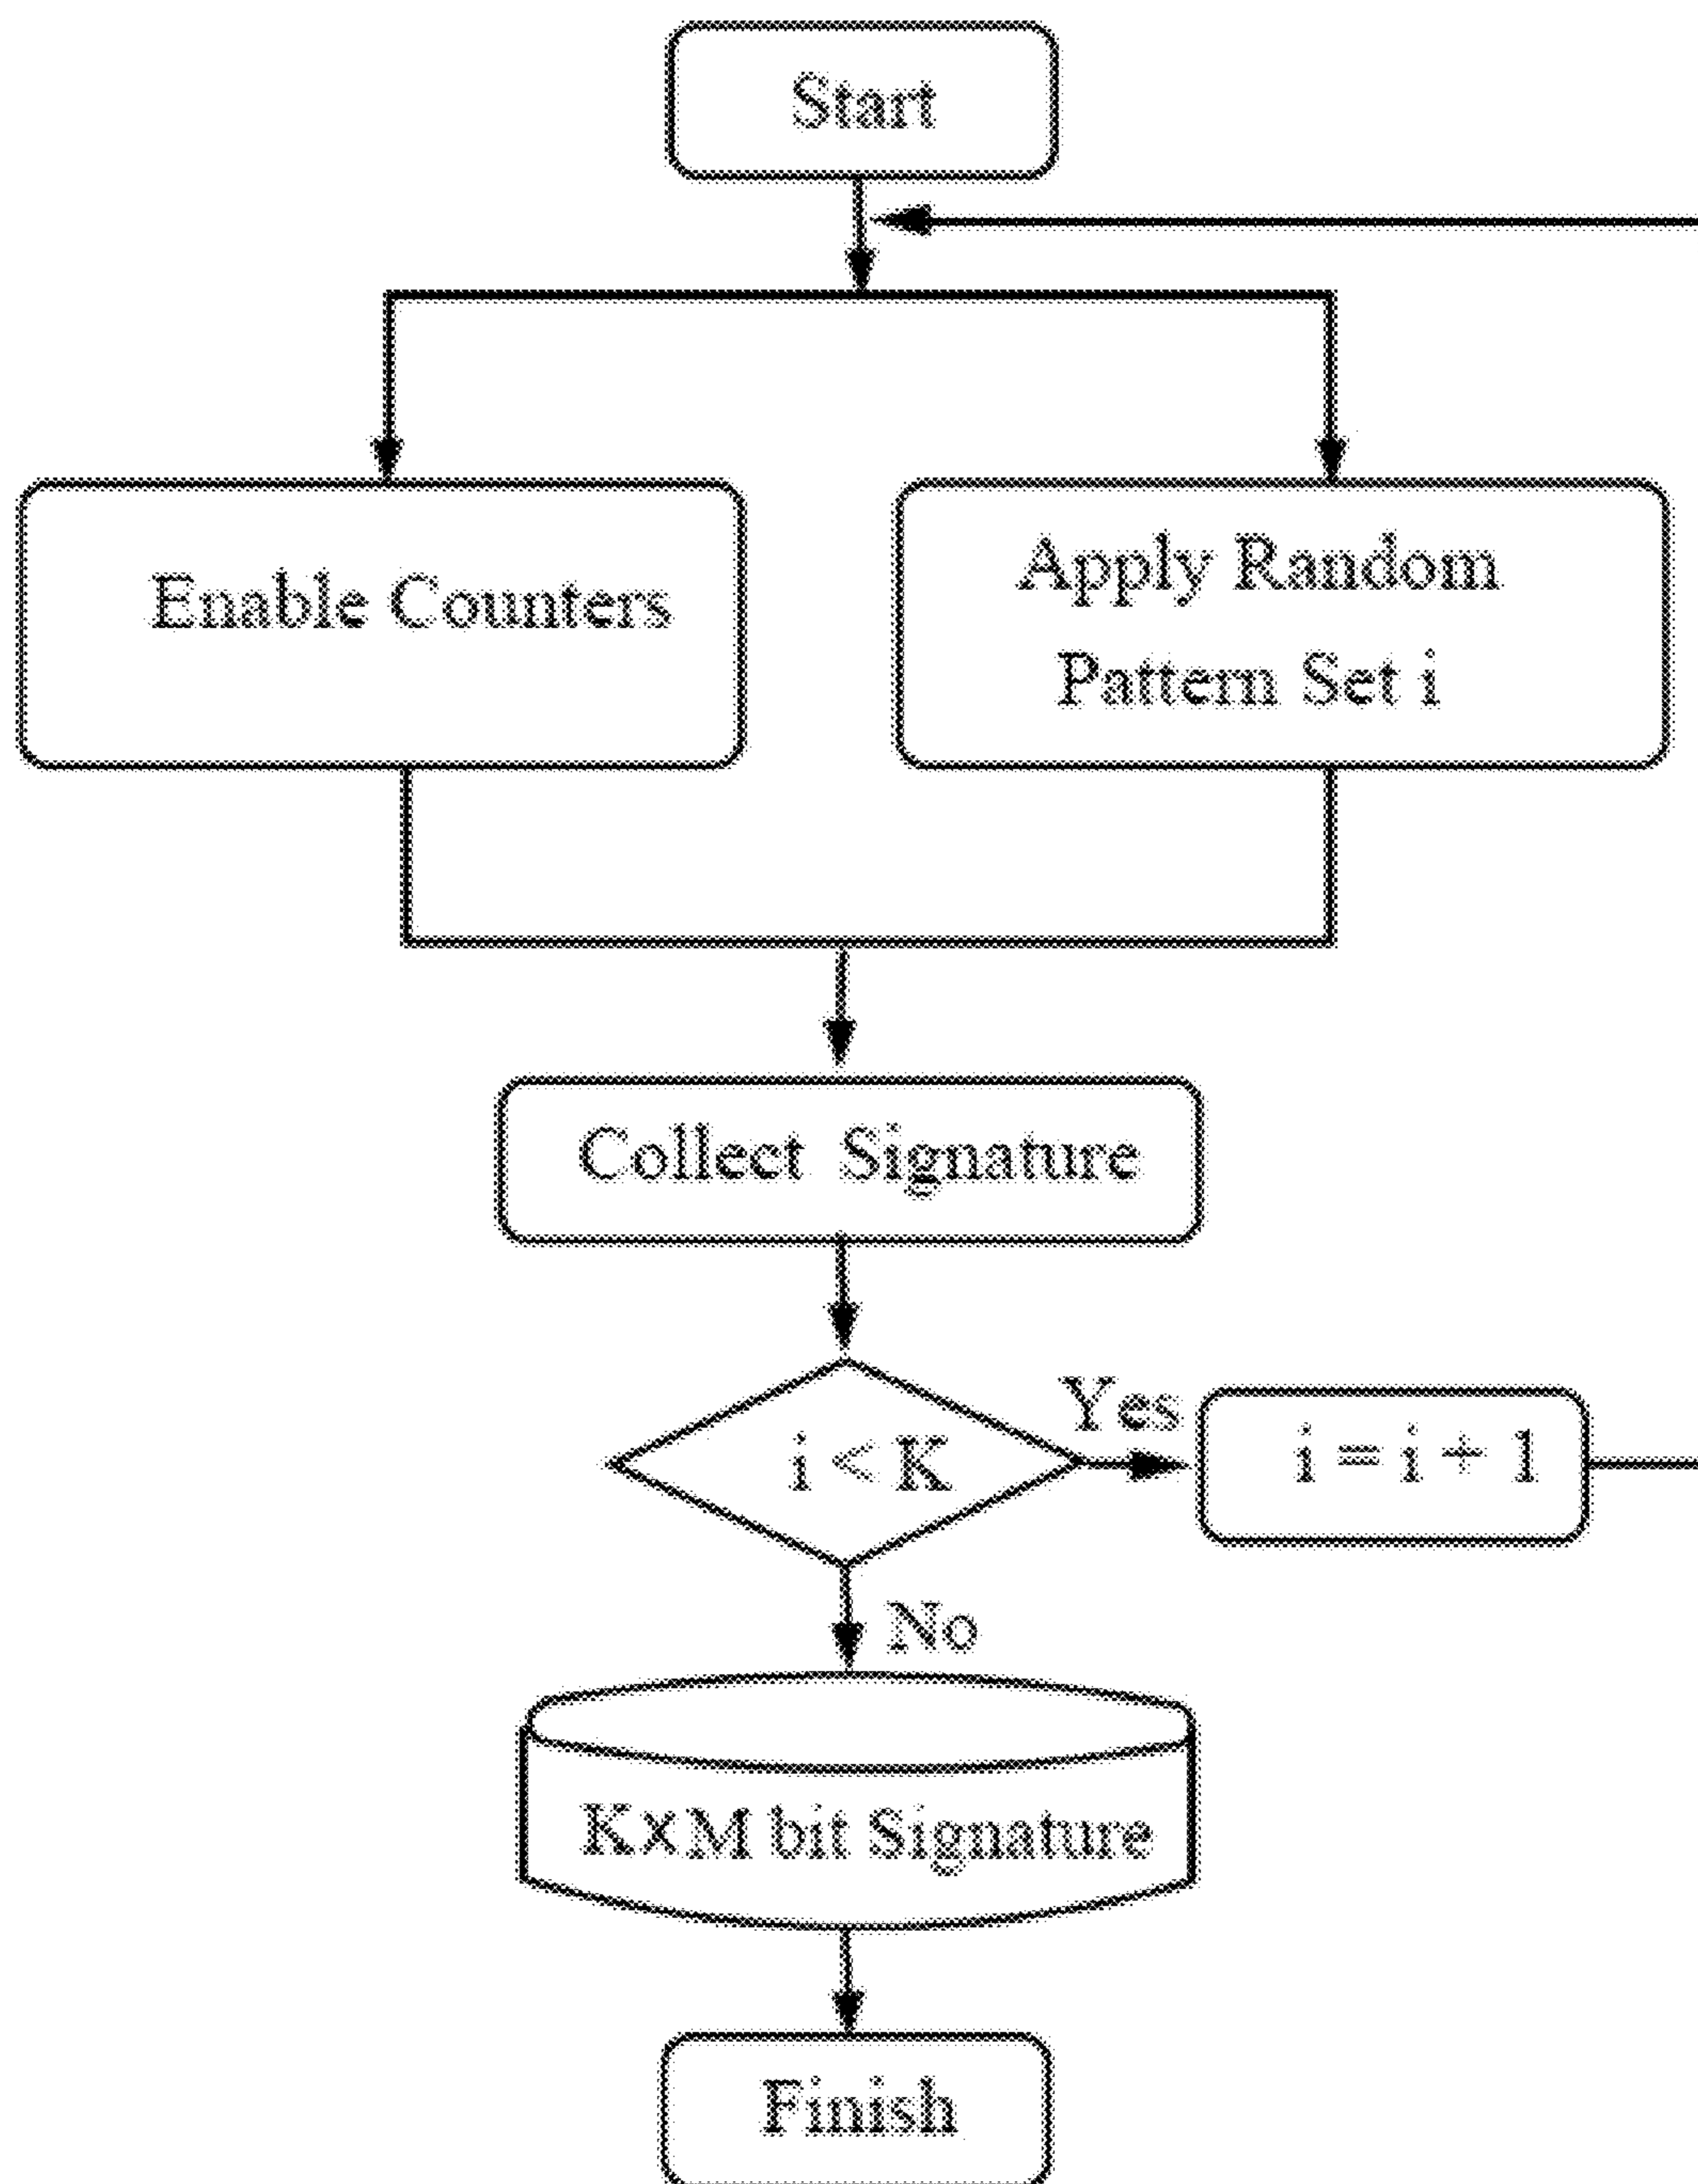 Start
Enable Counters
Apply Random
Pattern Set i
Collect Signature
i < K
Yes
i = i + 1
No
K×M bit Signature
Finish